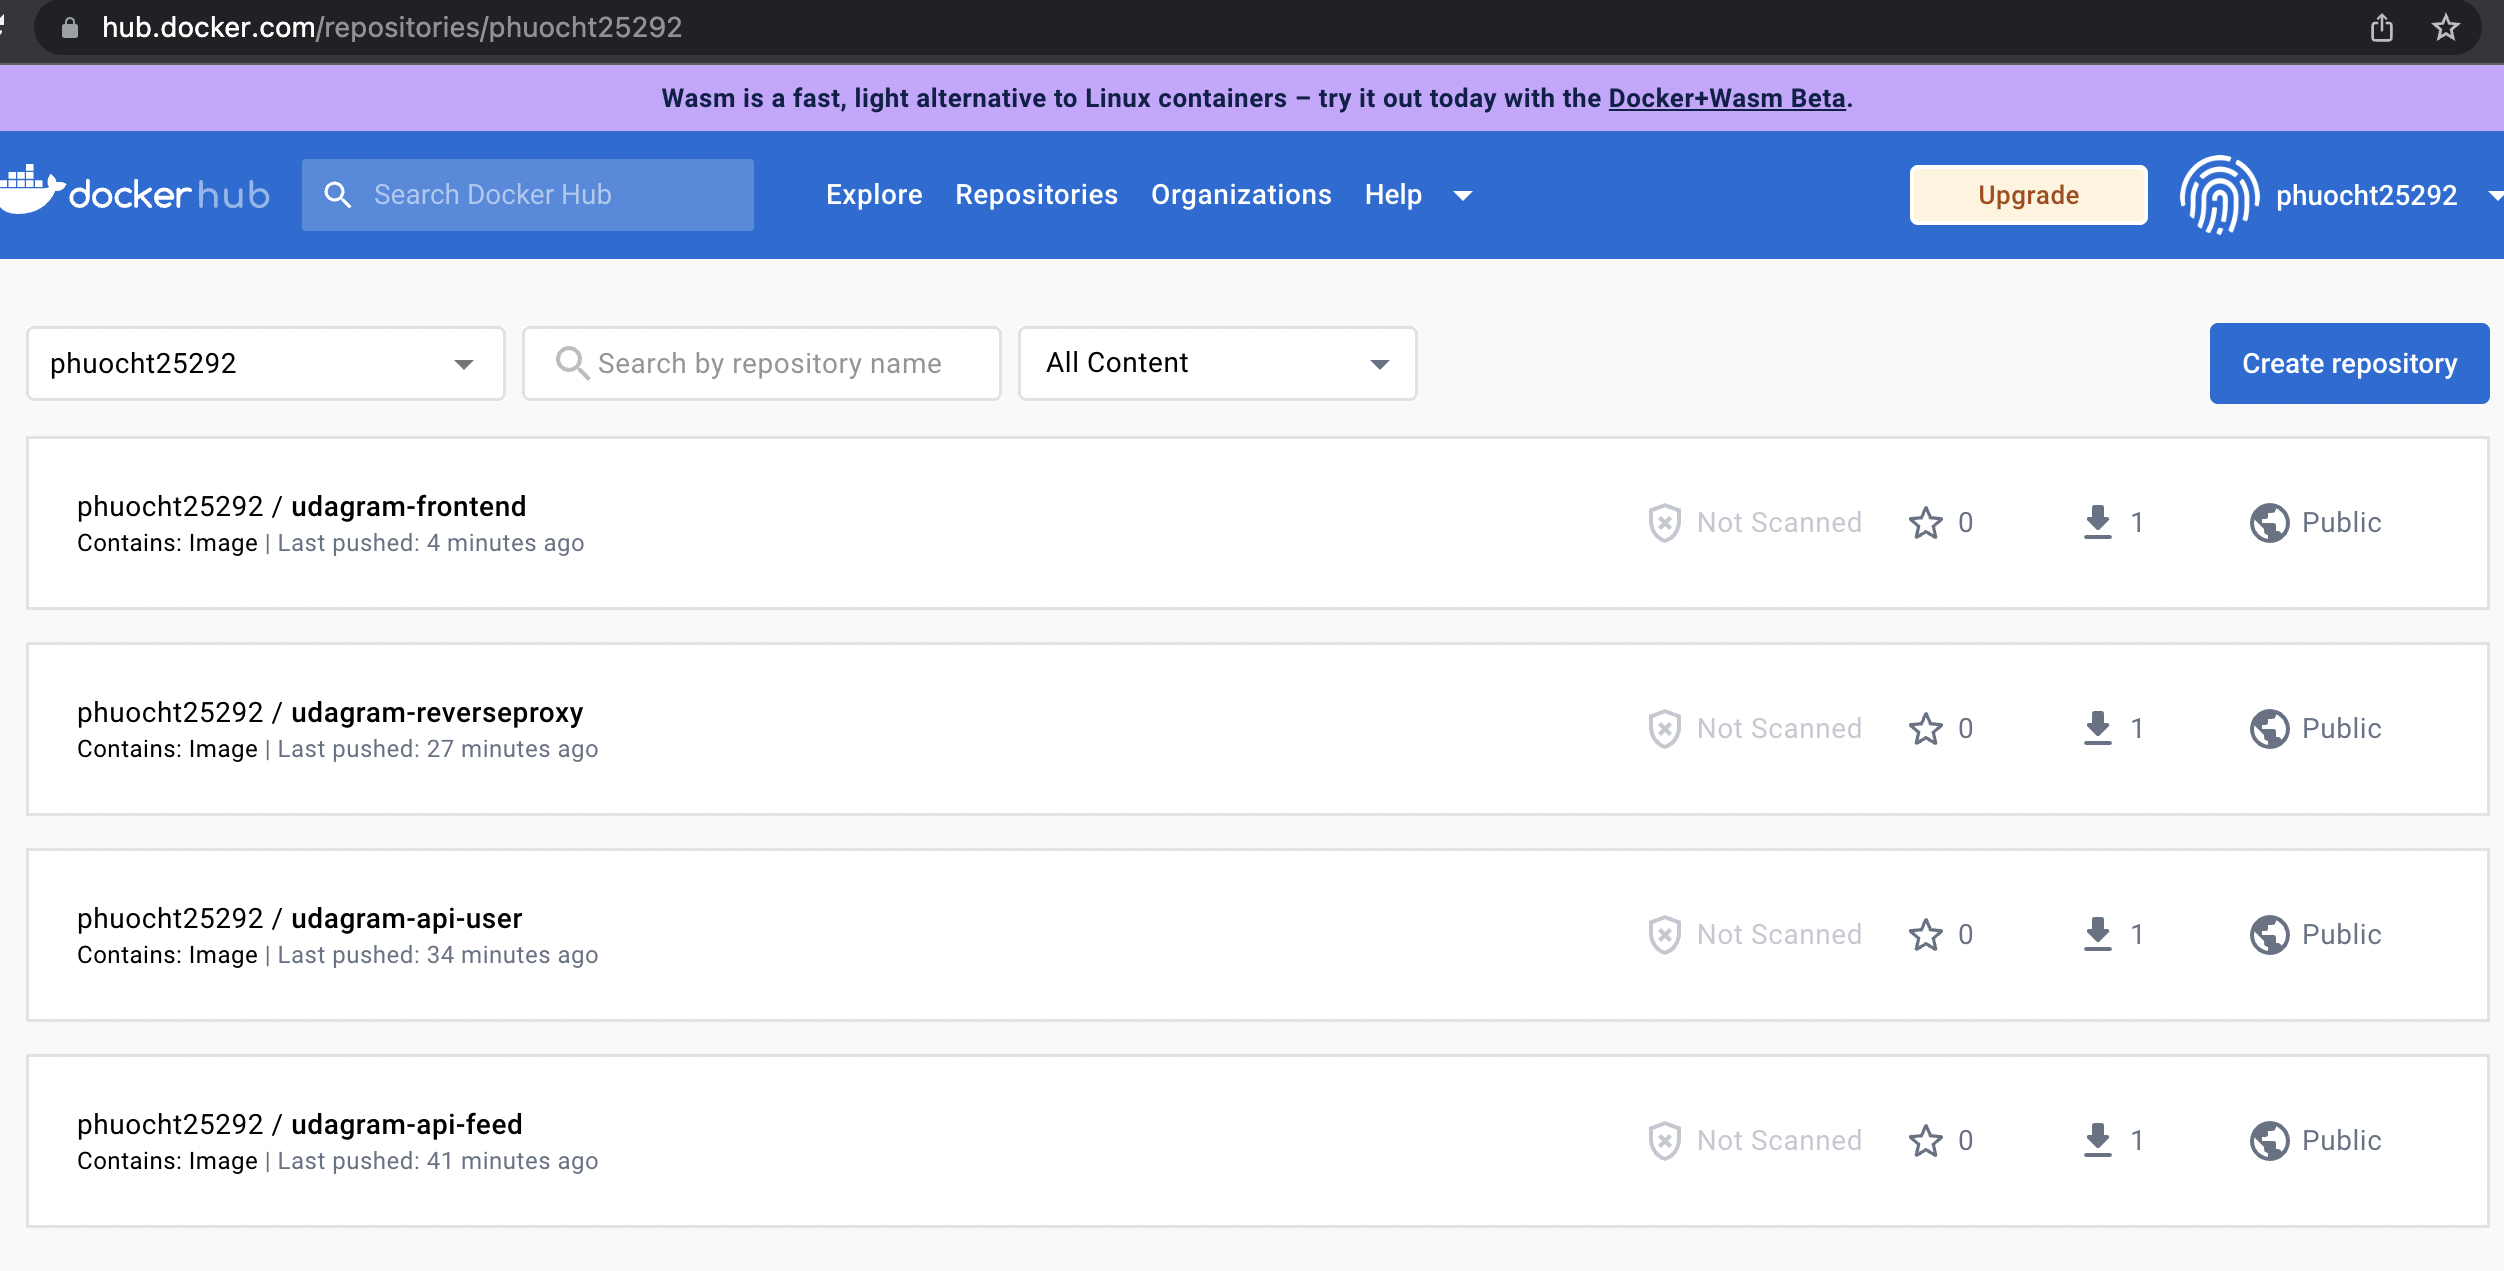 hub.docker.com/repositories/phuocht25292
Wasm is a fast, light alternative to Linux containers – try it out today with the Docker+Wasm Beta.
docker hub
Search Docker Hub
Explore
Repositories
Organizations
Help
Upgrade
phuocht25292
phuocht25292
Search by repository name
All Content
Create repository
phuocht25292 / udagram-frontend
Contains: Image | Last pushed: 4 minutes ago
Not Scanned
0
1
Public
phuocht25292 / udagram-reverseproxy
Contains: Image | Last pushed: 27 minutes ago
Not Scanned
0
1
Public
phuocht25292 / udagram-api-user
Contains: Image | Last pushed: 34 minutes ago
Not Scanned
0
1
Public
phuocht25292 / udagram-api-feed
Contains: Image | Last pushed: 41 minutes ago
Not Scanned
0
1
Public